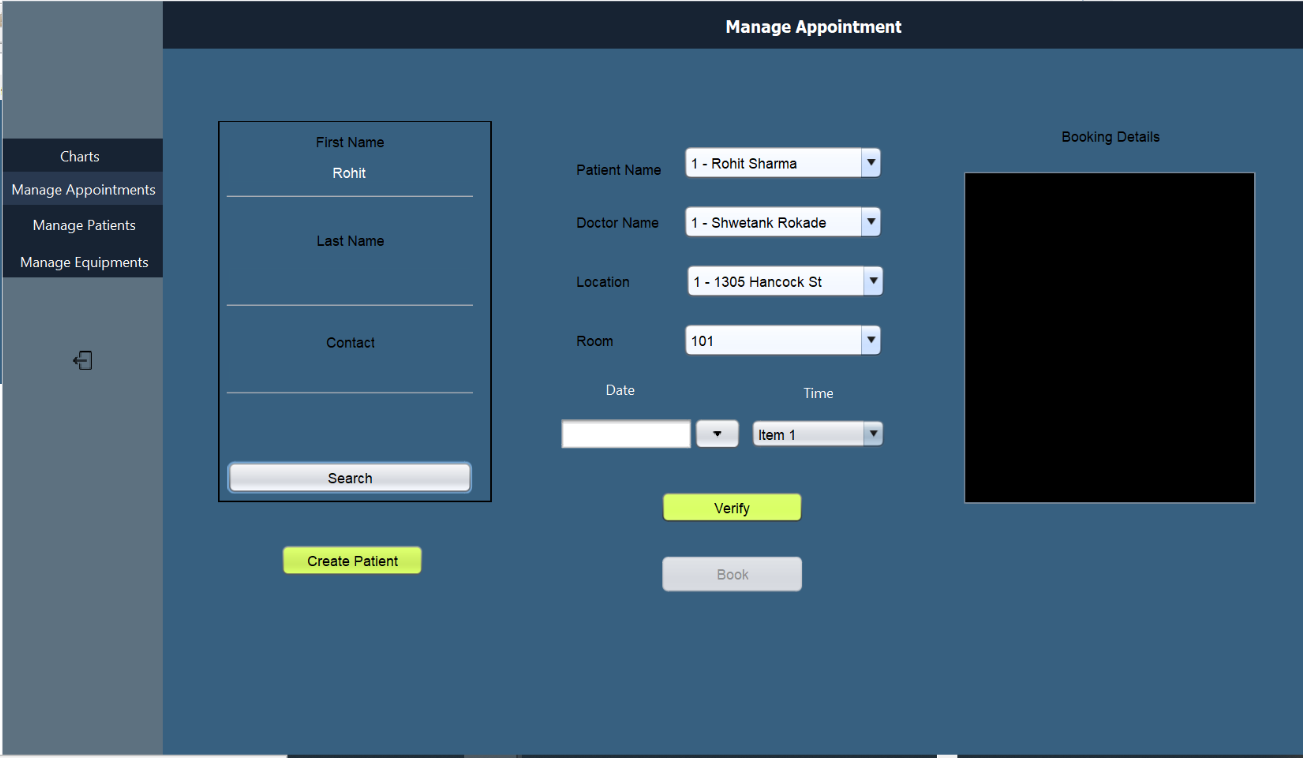 Manage Appointment
Charts
Manage Appointments
Manage Patients
Manage Equipments
First Name
Rohit
Last Name
Contact
Search
Create Patient
Patient Name
1 - Rohit Sharma
Doctor Name
1 - Shwetank Rokade
Location
1 - 1305 Hancock St
Room
101
Date
Time
Item 1
Verify
Book
Booking Details